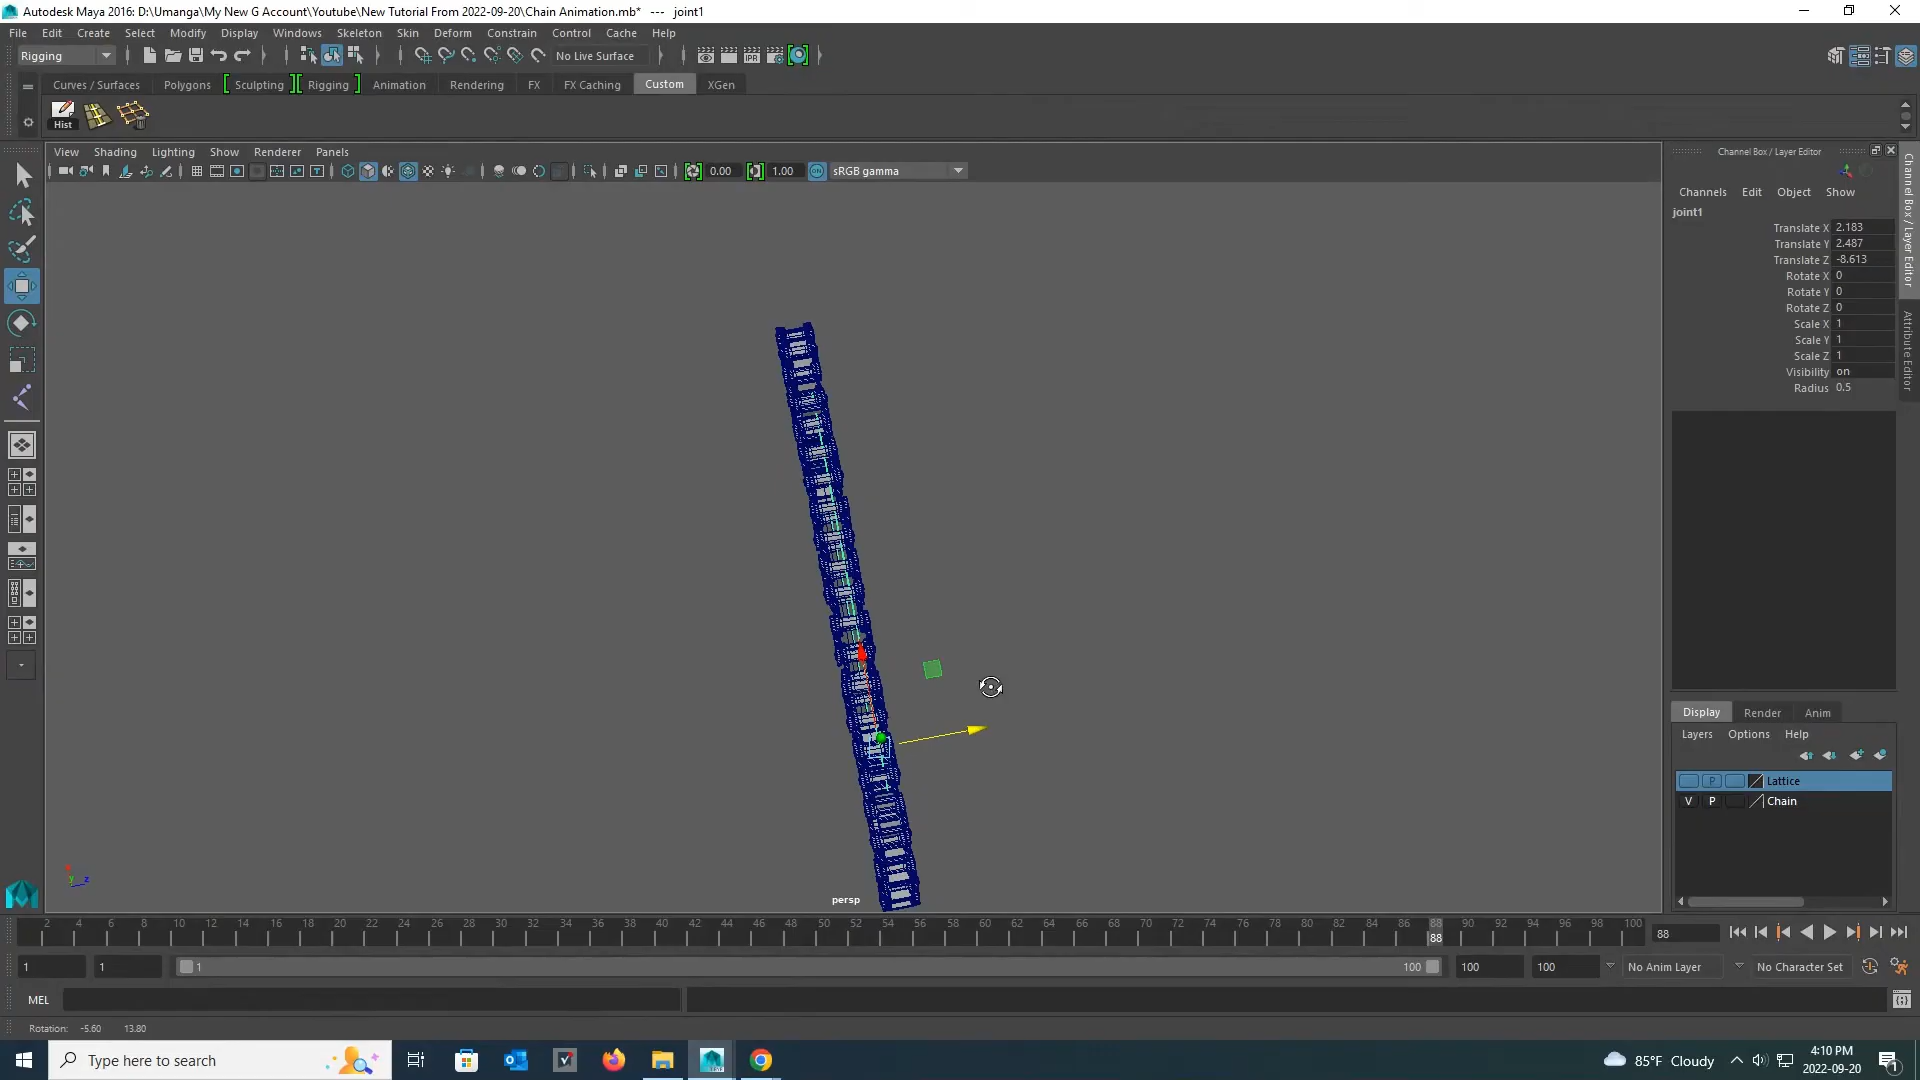 Autodesk Maya 2016: D:\Umanga\My New G Account\Youtube\New Tutorial From 2022-09-20\Chain Animation.mb* --- joint1
File Edit Create Select Modify Display Windows Skeleton Skin Deform Constrain Control Cache Help
Rigging No Live Surface
Curves / Surfaces Polygons Sculpting Rigging Animation Rendering FX FX Caching Custom XGen
Hist
View Shading Lighting Show Renderer Panels
0.00 1.00 ON sRGB gamma
Channel Box / Layer Editor
Channels Edit Object Show
joint1
Translate X 2.183
Translate Y 2.487
Translate Z -8.613
Rotate X 0
Rotate Y 0
Rotate Z 0
Scale X 1
Scale Y 1
Scale Z 1
Visibility on
Radius 0.5
Channel Box / Layer Editor
Attribute Editor
Display Render Anim
Layers Options Help
P Lattice
V P Chain
y z
persp
2 4 6 8 10 12 14 16 18 20 22 24 26 28 30 32 34 36 38 40 42 44 46 48 50 52 54 56 58 60 62 64 66 68 70 72 74 76 78 80 82 84 86 88 90 92 94 96 98 100
88 88
1 1 1 100 100 100 No Anim Layer No Character Set
MEL
Rotation: -5.60 13.80
Type here to search
85°F Cloudy
4:10 PM
2022-09-20
1